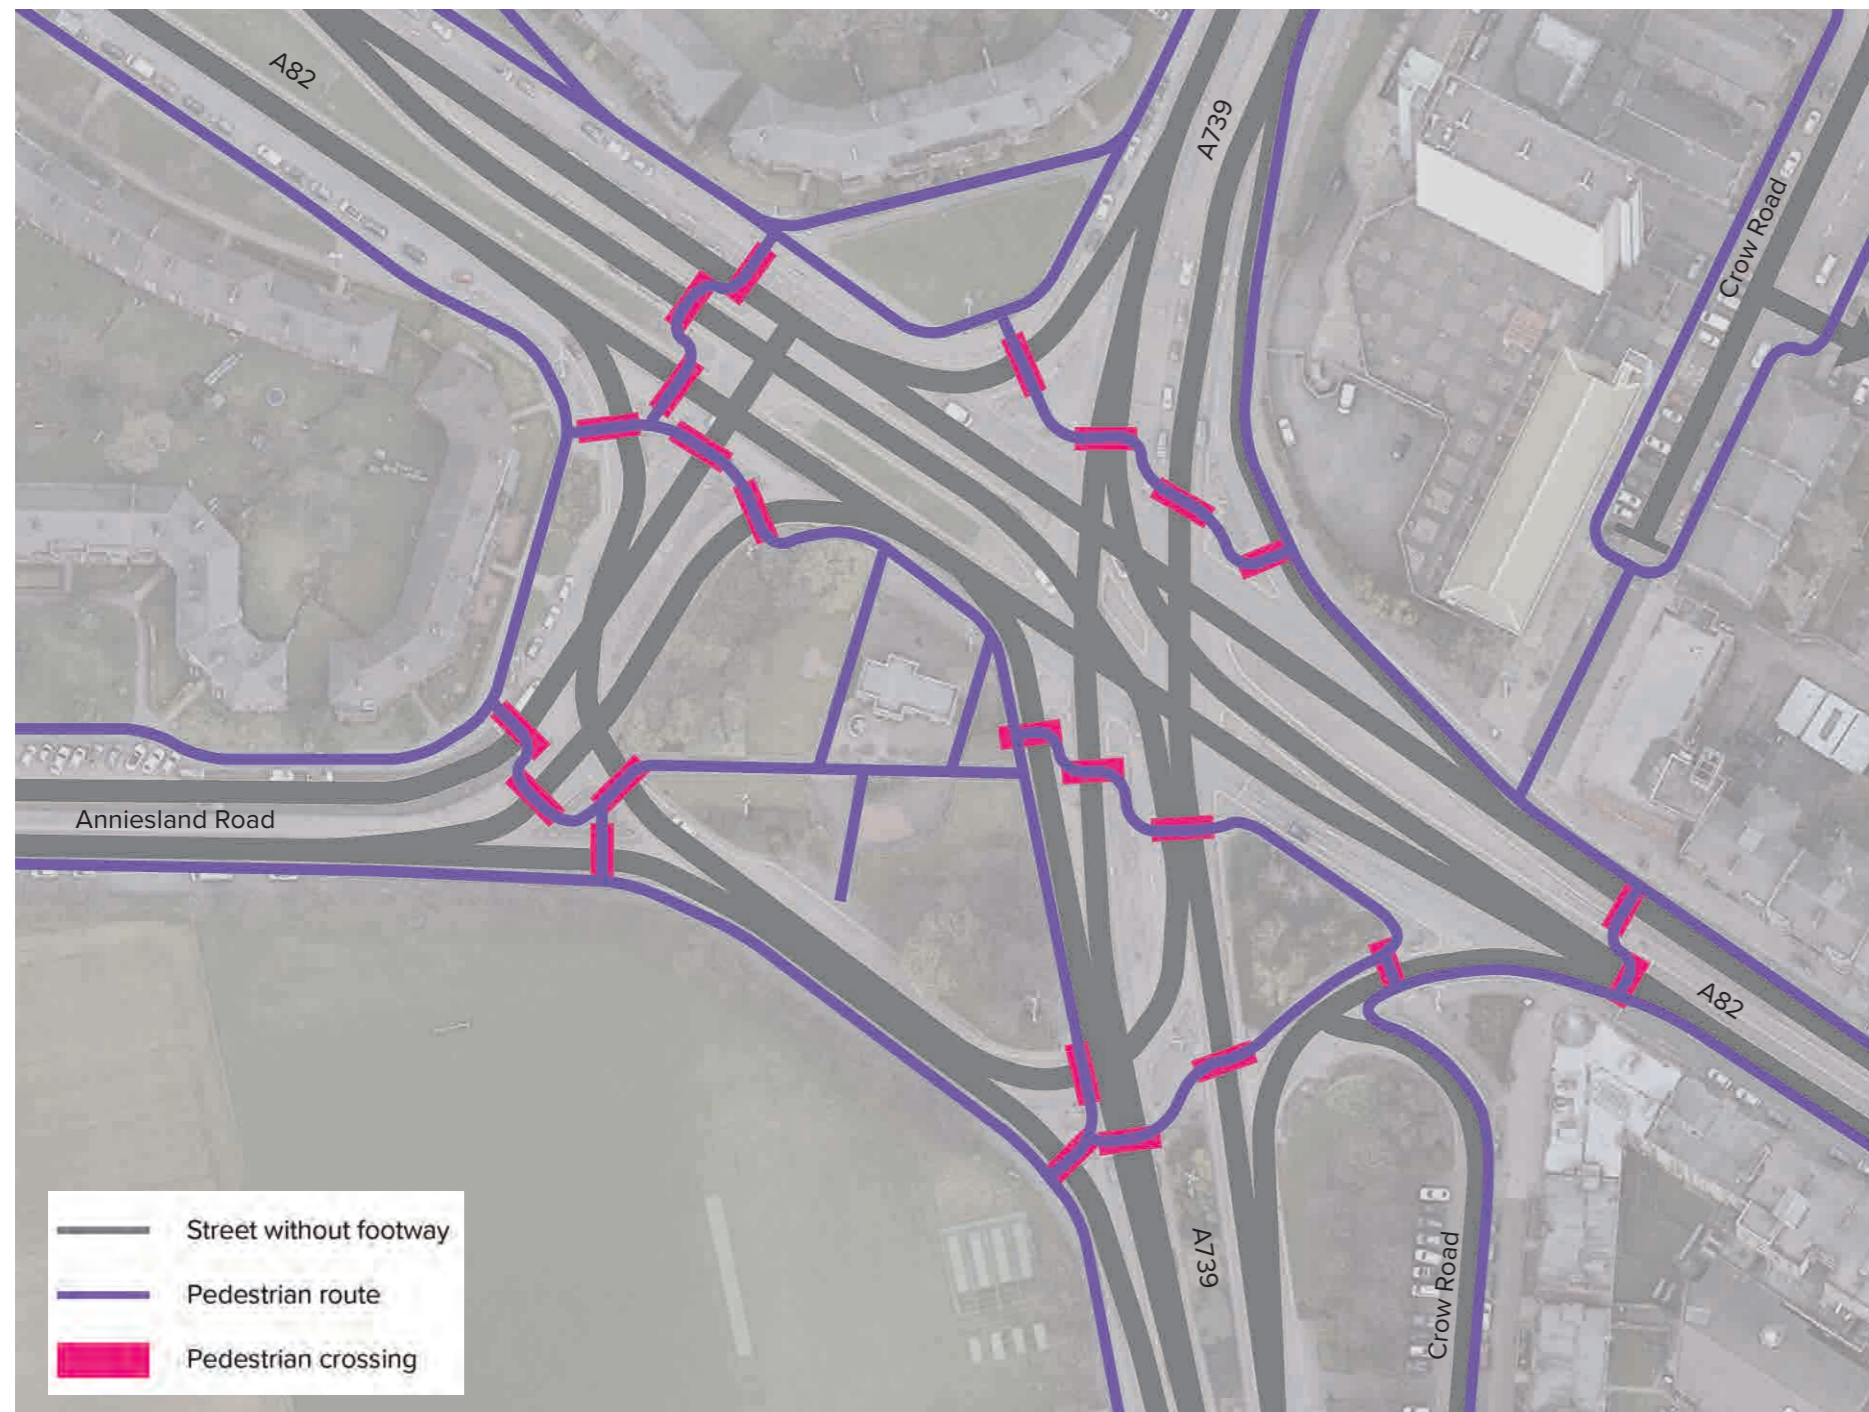 A82
A739
Crow Road
Anniesland Road
A82
A739
Crow Road
Street without footway
Pedestrian route
Pedestrian crossing